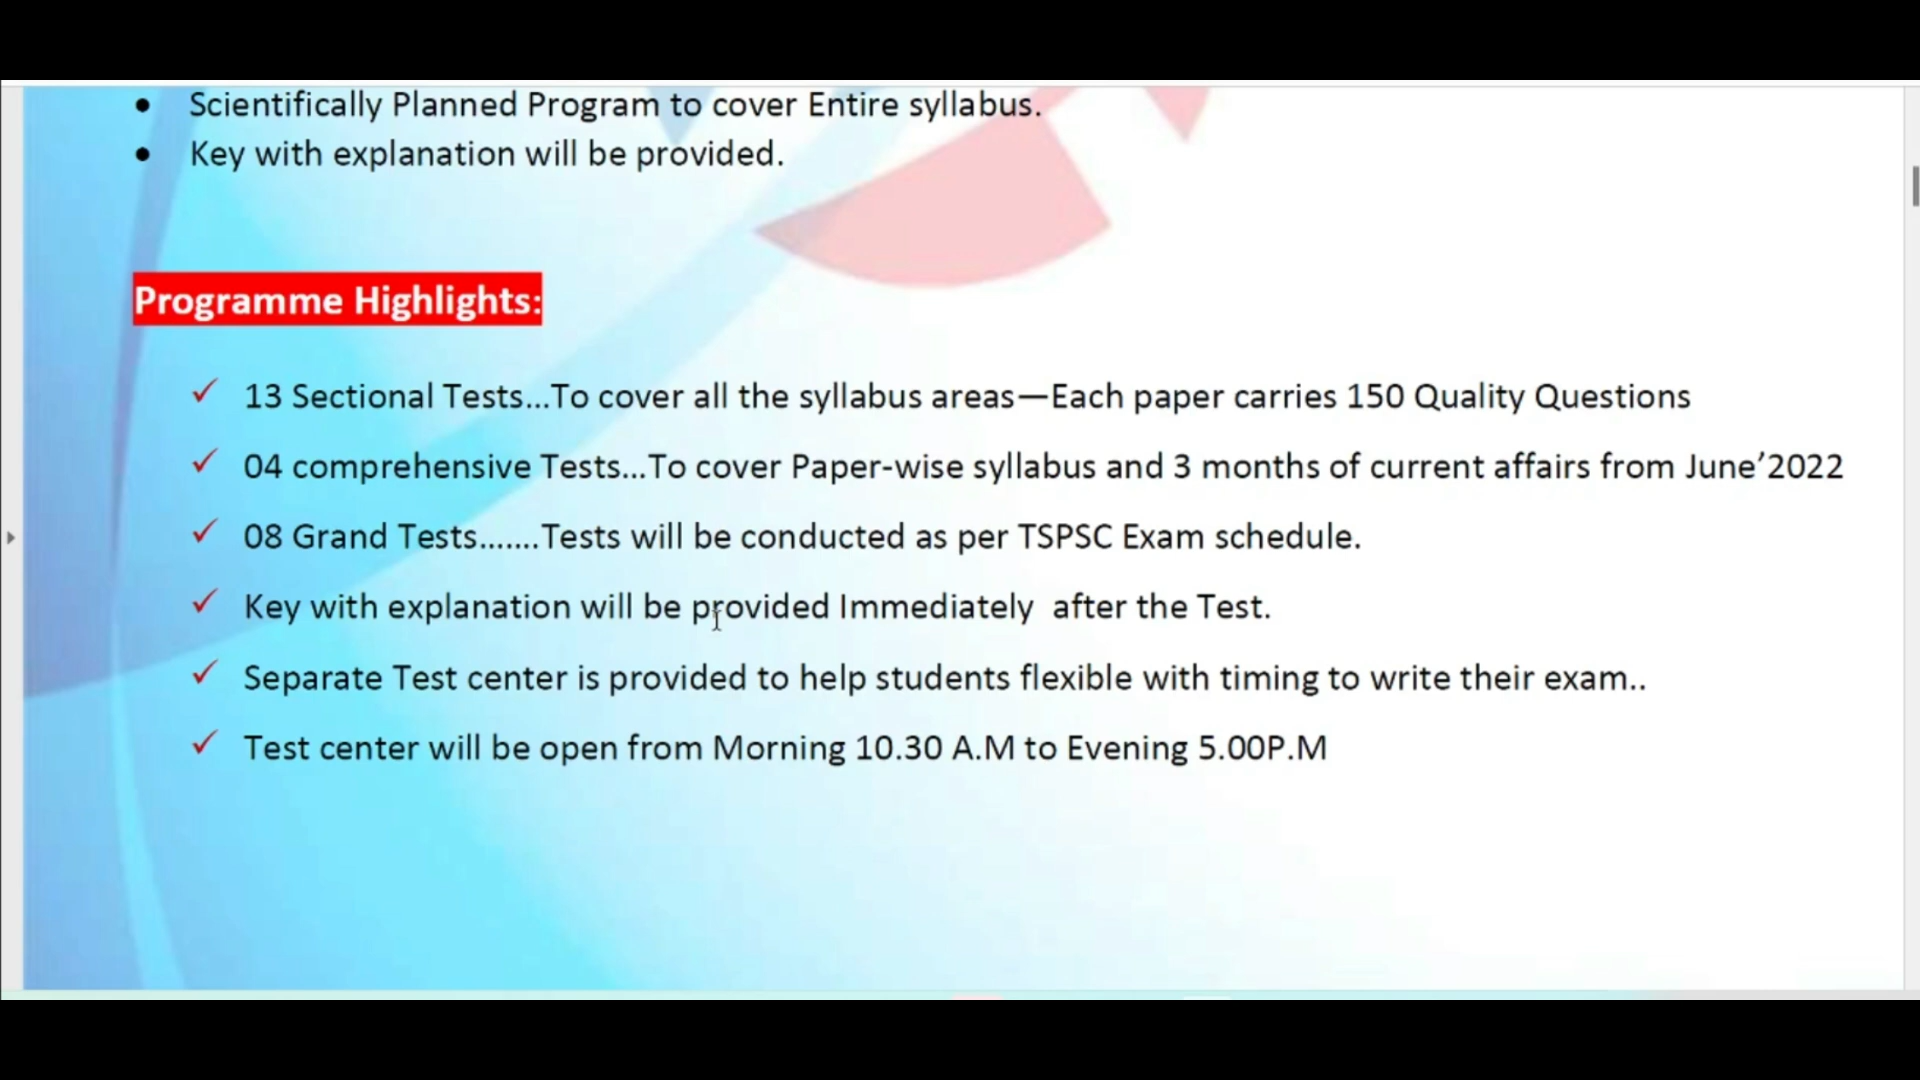 Scientifically Planned Program to cover Entire syllabus.
Key with explanation will be provided.
Programme Highlights:
13 Sectional Tests...To cover all the syllabus areas—Each paper carries 150 Quality Questions
04 comprehensive Tests...To cover Paper-wise syllabus and 3 months of current affairs from June’2022
08 Grand Tests.......Tests will be conducted as per TSPSC Exam schedule.
Key with explanation will be provided Immediately  after the Test.
Separate Test center is provided to help students flexible with timing to write their exam..
Test center will be open from Morning 10.30 A.M to Evening 5.00P.M